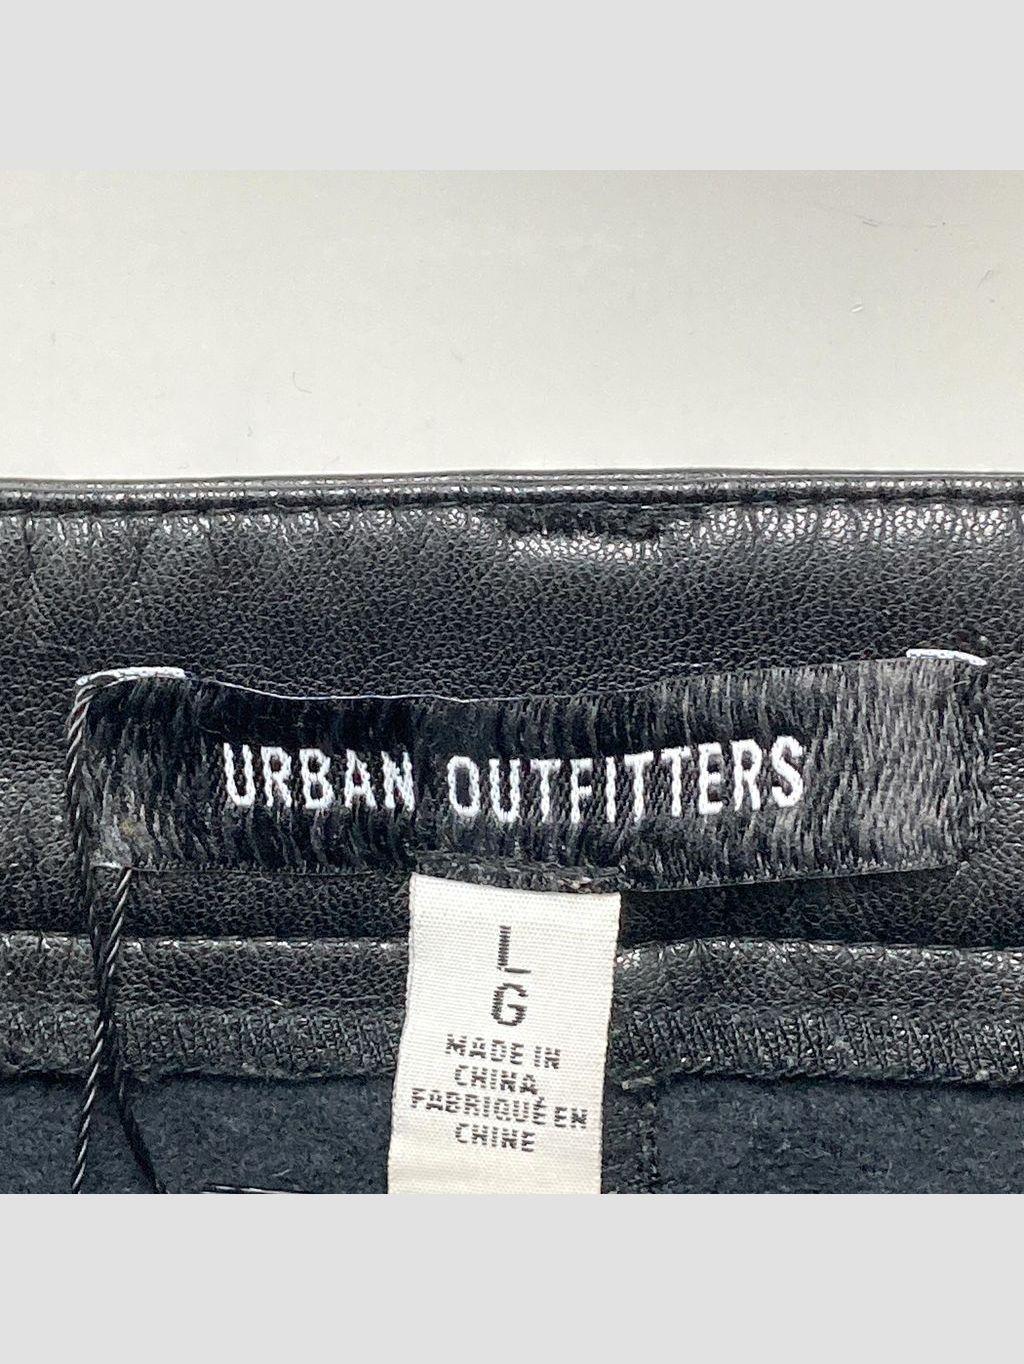 URBAN OUTFITTERS
L
G
MADE IN
CHINA
FABRIQUÉ EN
CHINE